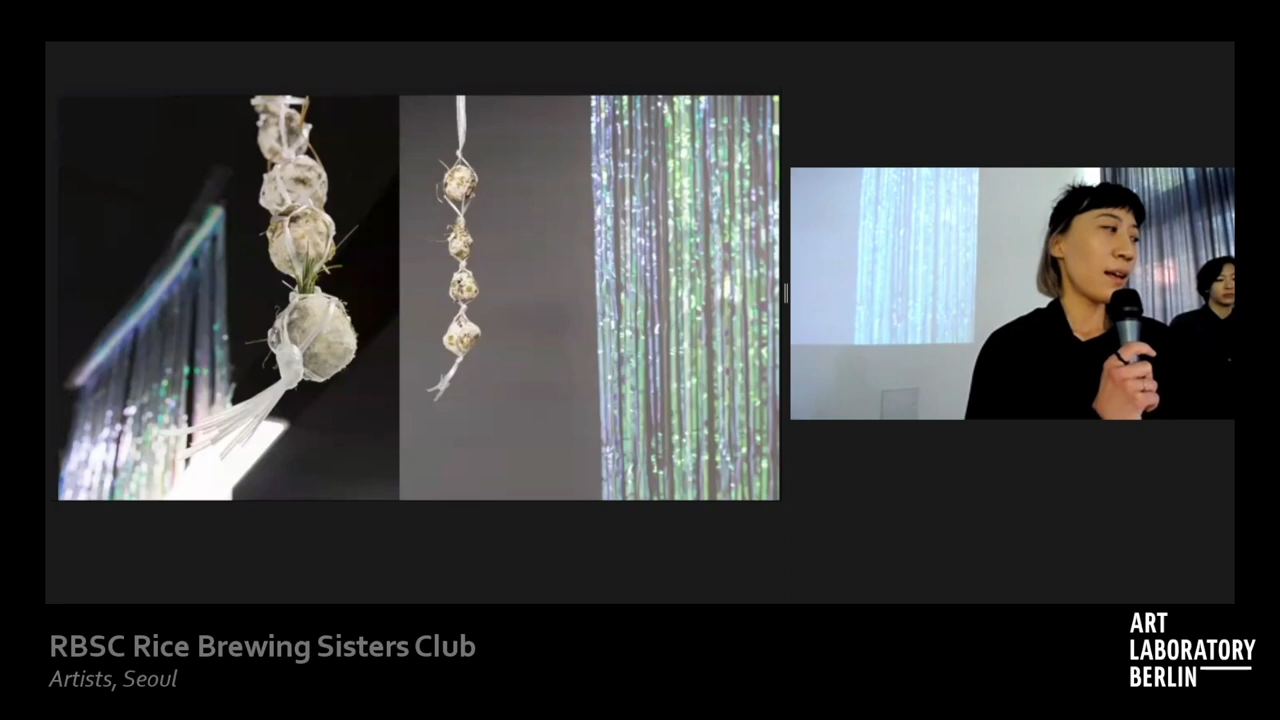 RBSC Rice Brewing Sisters Club
Artists, Seoul
ART
LABORATORY
BERLIN